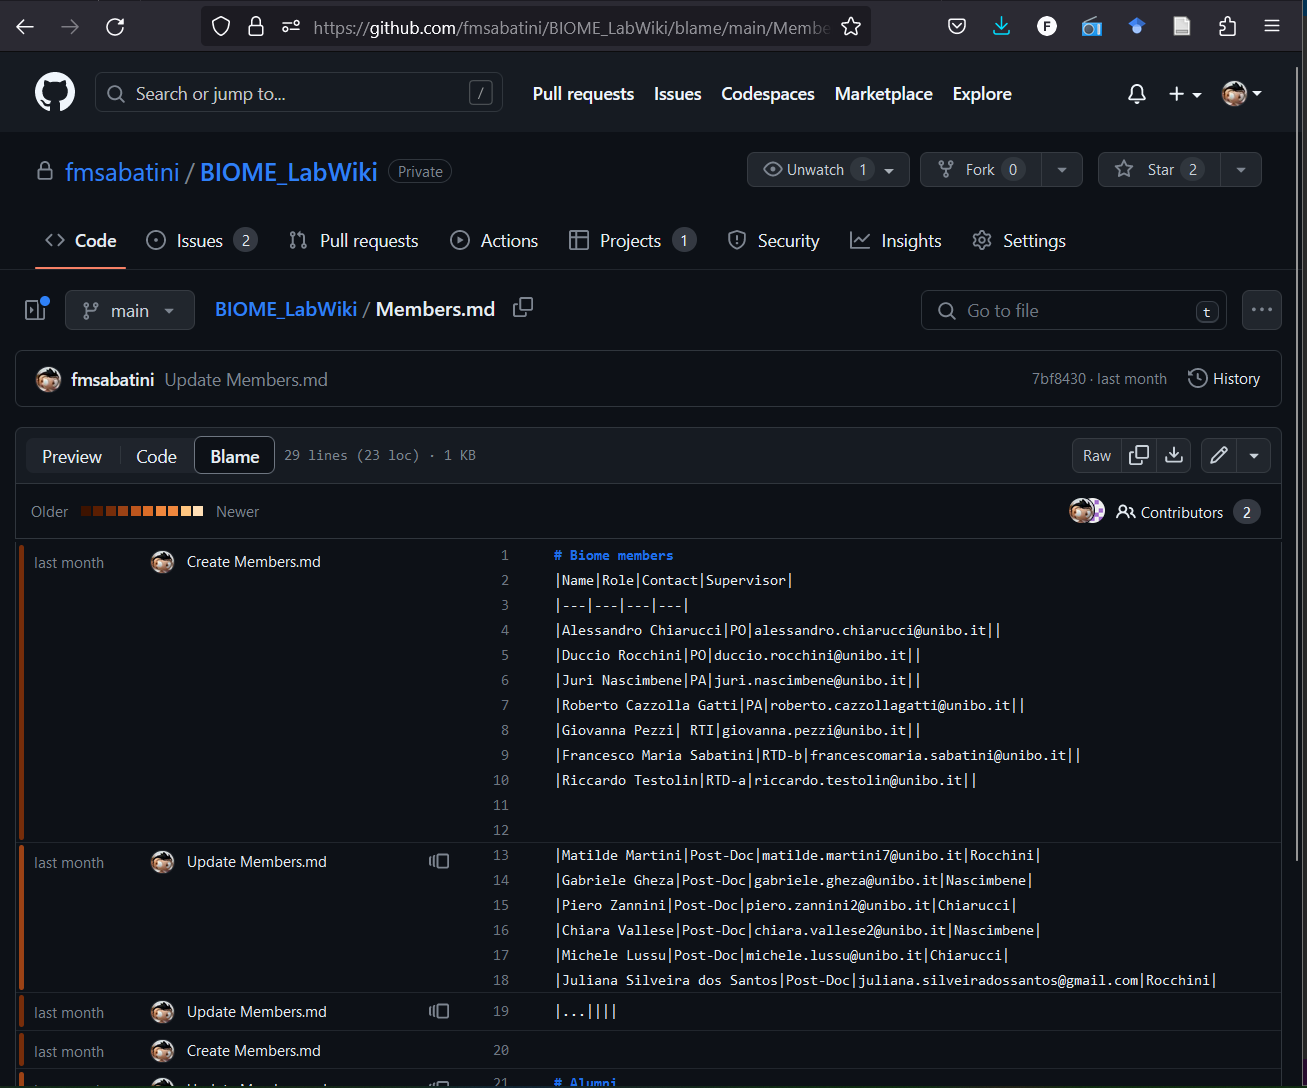 https://github.com/fmsabatini/BIOME_LabWiki/blame/main/Membe
F
Search or jump to... /
Pull requests Issues Codespaces Marketplace Explore
fmsabatini / BIOME_LabWiki Private
Unwatch 1 Fork 0 Star 2
Code Issues 2 Pull requests Actions Projects 1 Security Insights Settings
main BIOME_LabWiki / Members.md Go to file t
fmsabatini Update Members.md 7bf8430 · last month History
Preview Code Blame 29 lines (23 loc) · 1 KB Raw
Older Newer Contributors 2
last month Create Members.md 1 # Biome members
2 |Name|Role|Contact|Supervisor|
3 |---|---|---|---|
4 |Alessandro Chiarucci|PO|alessandro.chiarucci@unibo.it||
5 |Duccio Rocchini|PO|duccio.rocchini@unibo.it||
6 |Juri Nascimbene|PA|juri.nascimbene@unibo.it||
7 |Roberto Cazzolla Gatti|PA|roberto.cazzollagatti@unibo.it||
8 |Giovanna Pezzi| RTI|giovanna.pezzi@unibo.it||
9 |Francesco Maria Sabatini|RTD-b|francescomaria.sabatini@unibo.it||
10 |Riccardo Testolin|RTD-a|riccardo.testolin@unibo.it||
11
12
last month Update Members.md 13 |Matilde Martini|Post-Doc|matilde.martini7@unibo.it|Rocchini|
14 |Gabriele Gheza|Post-Doc|gabriele.gheza@unibo.it|Nascimbene|
15 |Piero Zannini|Post-Doc|piero.zannini2@unibo.it|Chiarucci|
16 |Chiara Vallese|Post-Doc|chiara.vallese2@unibo.it|Nascimbene|
17 |Michele Lussu|Post-Doc|michele.lussu@unibo.it|Chiarucci|
18 |Juliana Silveira dos Santos|Post-Doc|juliana.silveiradossantos@gmail.com|Rocchini|
last month Update Members.md 19 |...||||
last month Create Members.md 20
last month Update Members.md 21 # Alumni